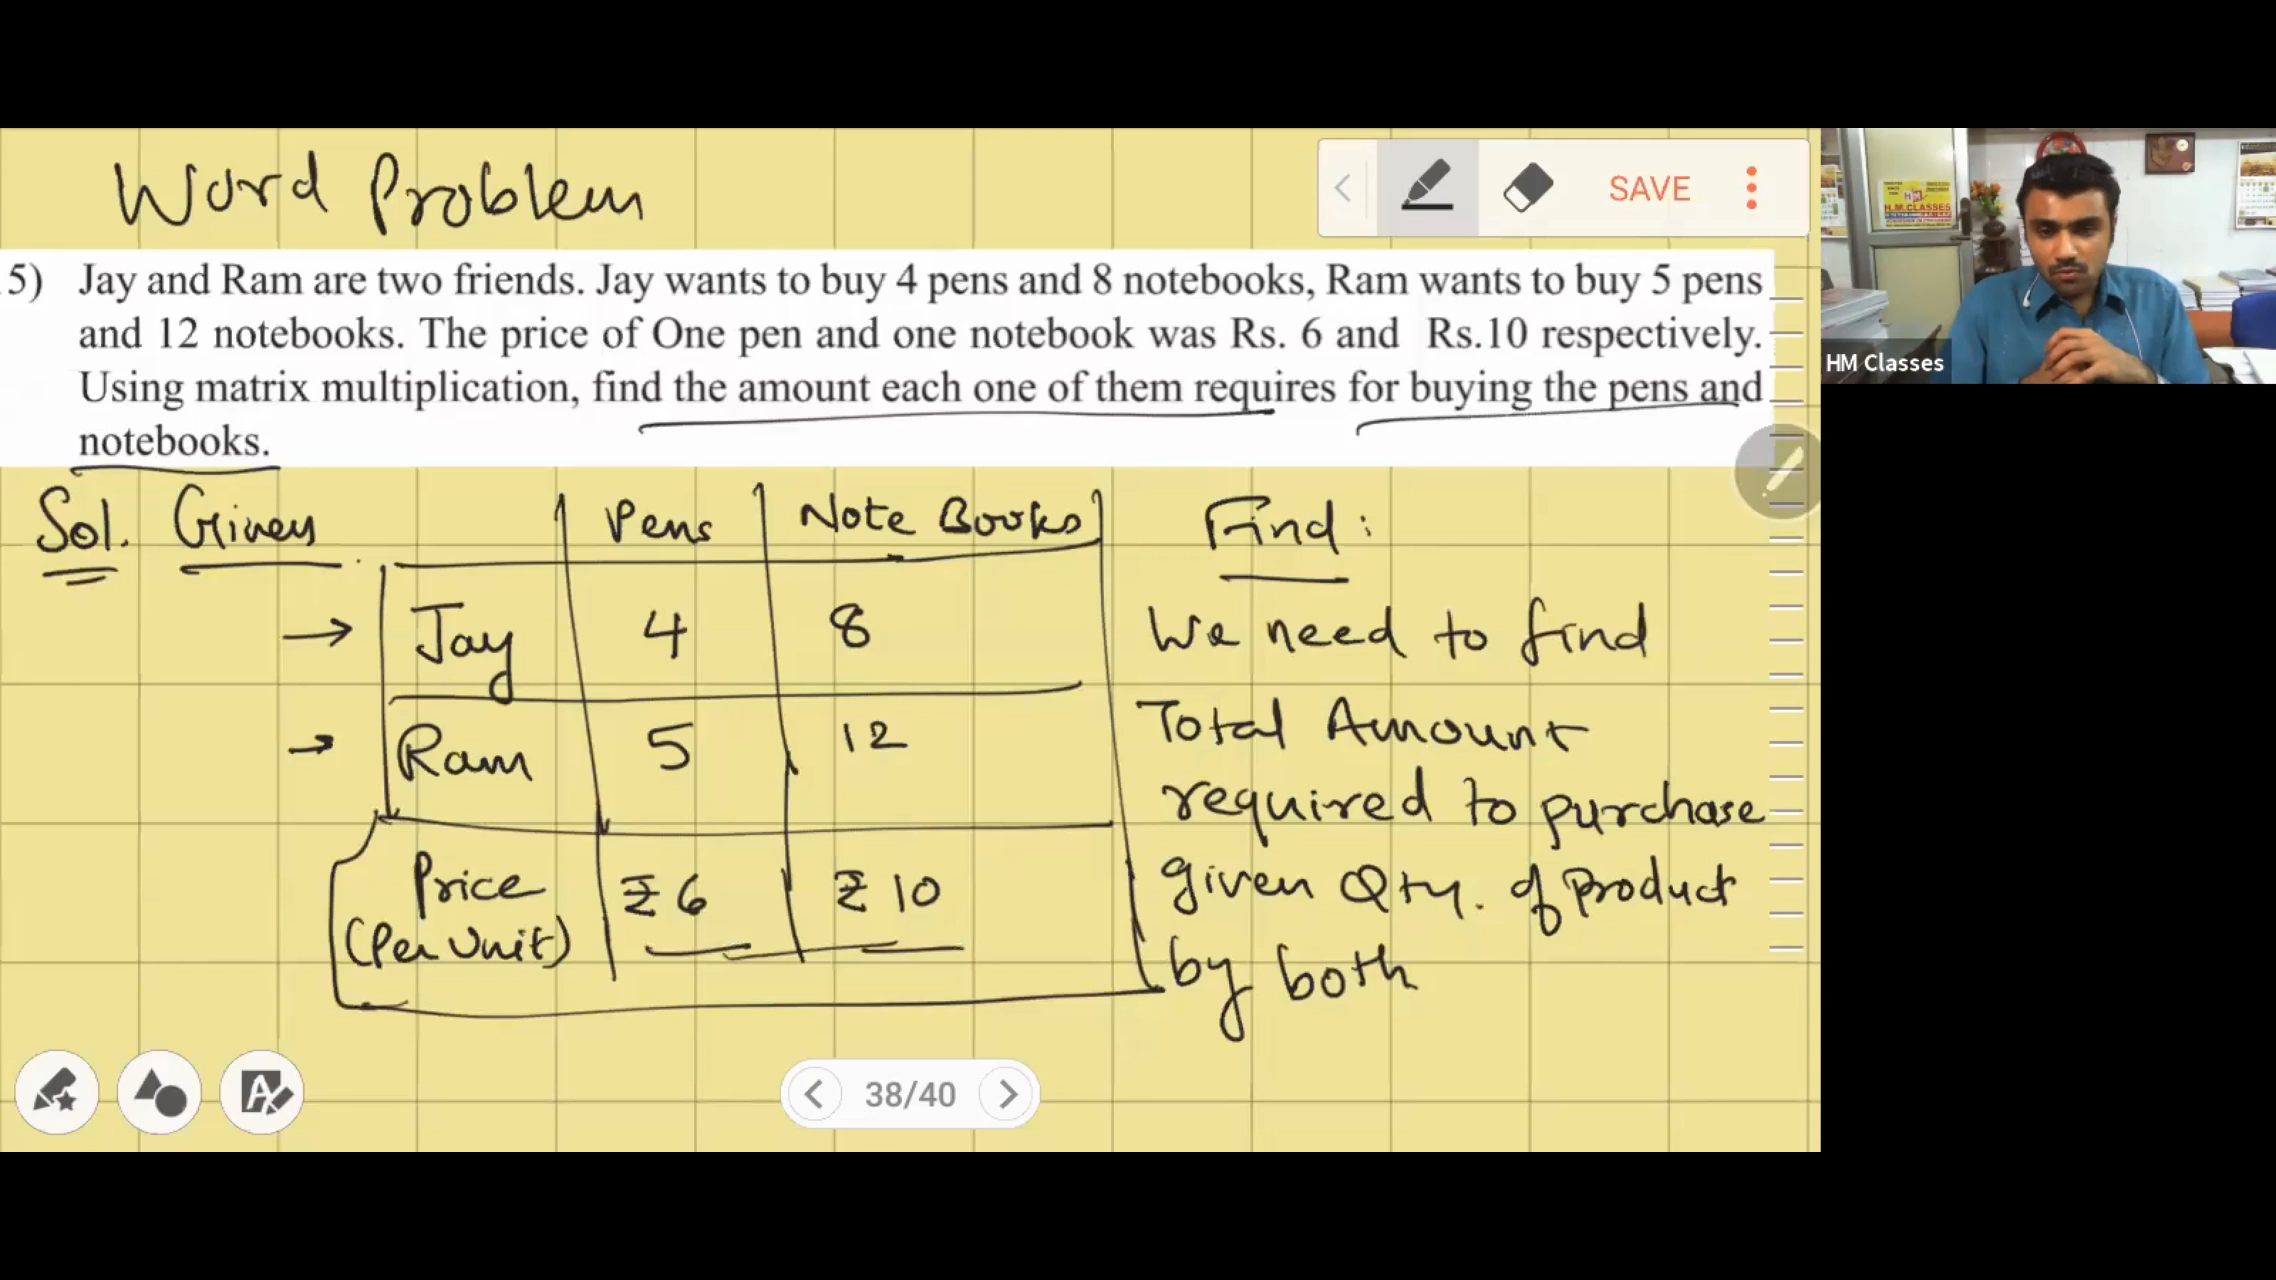 Word Problem
SAVE
H.M.CLASSES
HM Classes
5) Jay and Ram are two friends. Jay wants to buy 4 pens and 8 notebooks, Ram wants to buy 5 pens
and 12 notebooks. The price of One pen and one notebook was Rs. 6 and Rs.10 respectively.
Using matrix multiplication, find the amount each one of them requires for buying the pens and
notebooks.
Sol. Given
Pens Note Books
Jay 4 8
Ram 5 12
Price ₹6 ₹10
(Per Unit)
Find:
We need to find
Total Amount
required to purchase
given Qty. of Product
by both
38/40